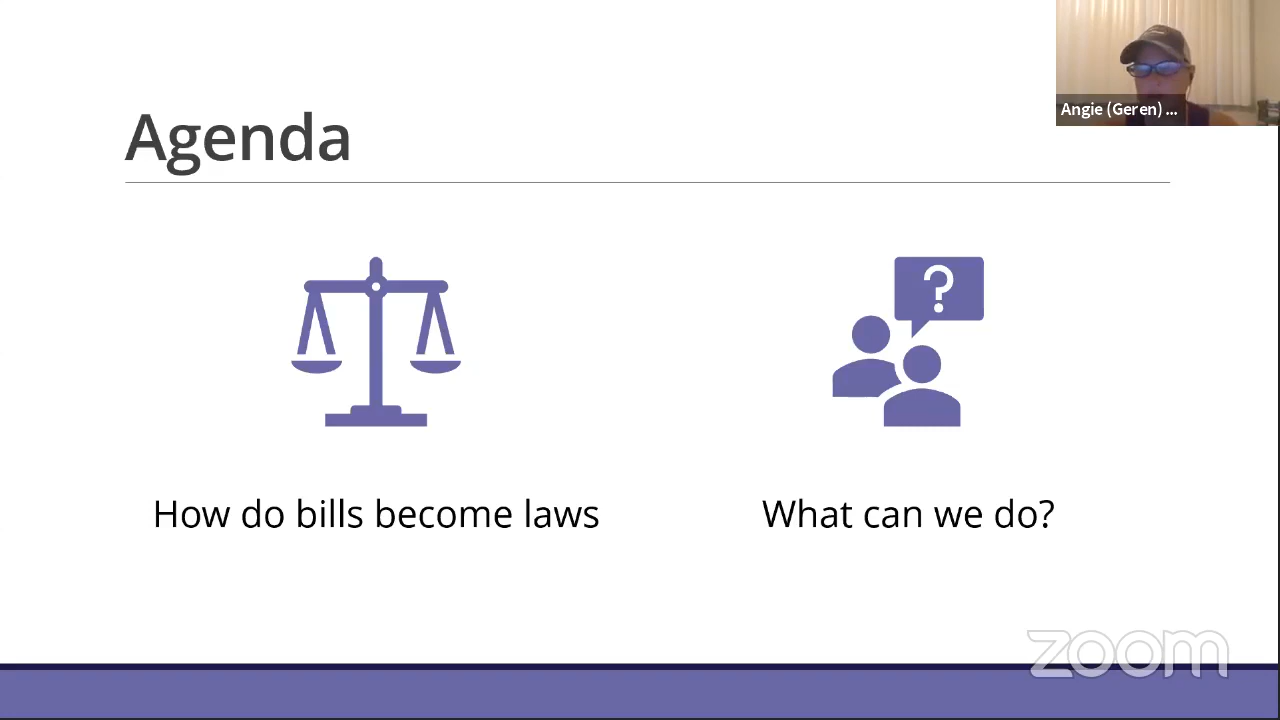 Angie (Geren) ...
Agenda
?
How do bills become laws
What can we do?
zoom